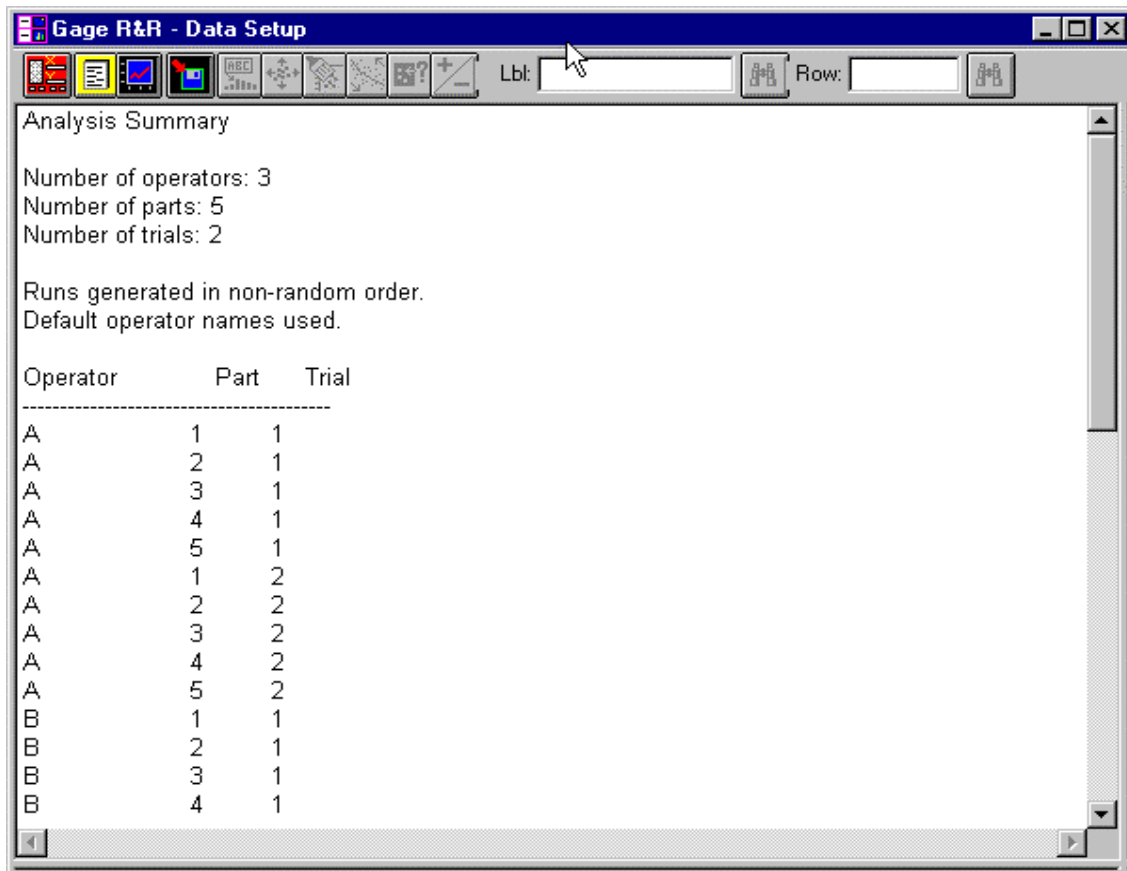 Gage R&R - Data Setup
ABC ? + - Lbl: Row:
Analysis Summary
Number of operators: 3
Number of parts: 5
Number of trials: 2
Runs generated in non-random order.
Default operator names used.
Operator Part Trial
-----------------------------------------
A 1 1
A 2 1
A 3 1
A 4 1
A 5 1
A 1 2
A 2 2
A 3 2
A 4 2
A 5 2
B 1 1
B 2 1
B 3 1
B 4 1